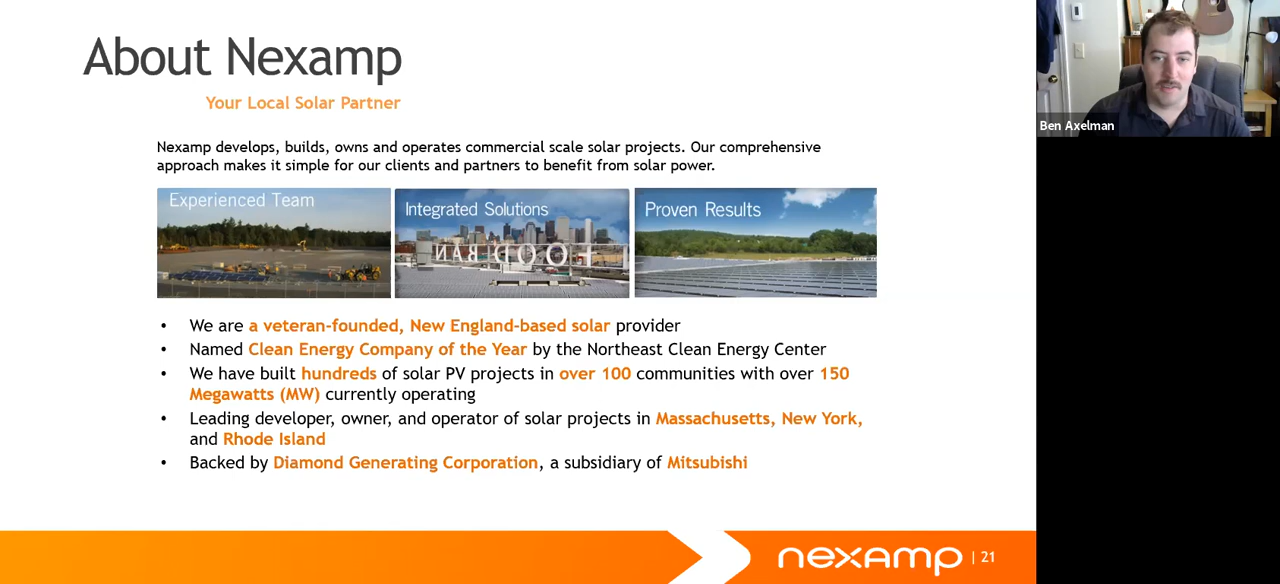 About Nexamp
Your Local Solar Partner
Nexamp develops, builds, owns and operates commercial scale solar projects. Our comprehensive
approach makes it simple for our clients and partners to benefit from solar power.
Experienced Team
Integrated Solutions
Proven Results
• We are a veteran-founded, New England-based solar provider
• Named Clean Energy Company of the Year by the Northeast Clean Energy Center
• We have built hundreds of solar PV projects in over 100 communities with over 150
Megawatts (MW) currently operating
• Leading developer, owner, and operator of solar projects in Massachusetts, New York,
and Rhode Island
• Backed by Diamond Generating Corporation, a subsidiary of Mitsubishi
nexamp | 21
Ben Axelman